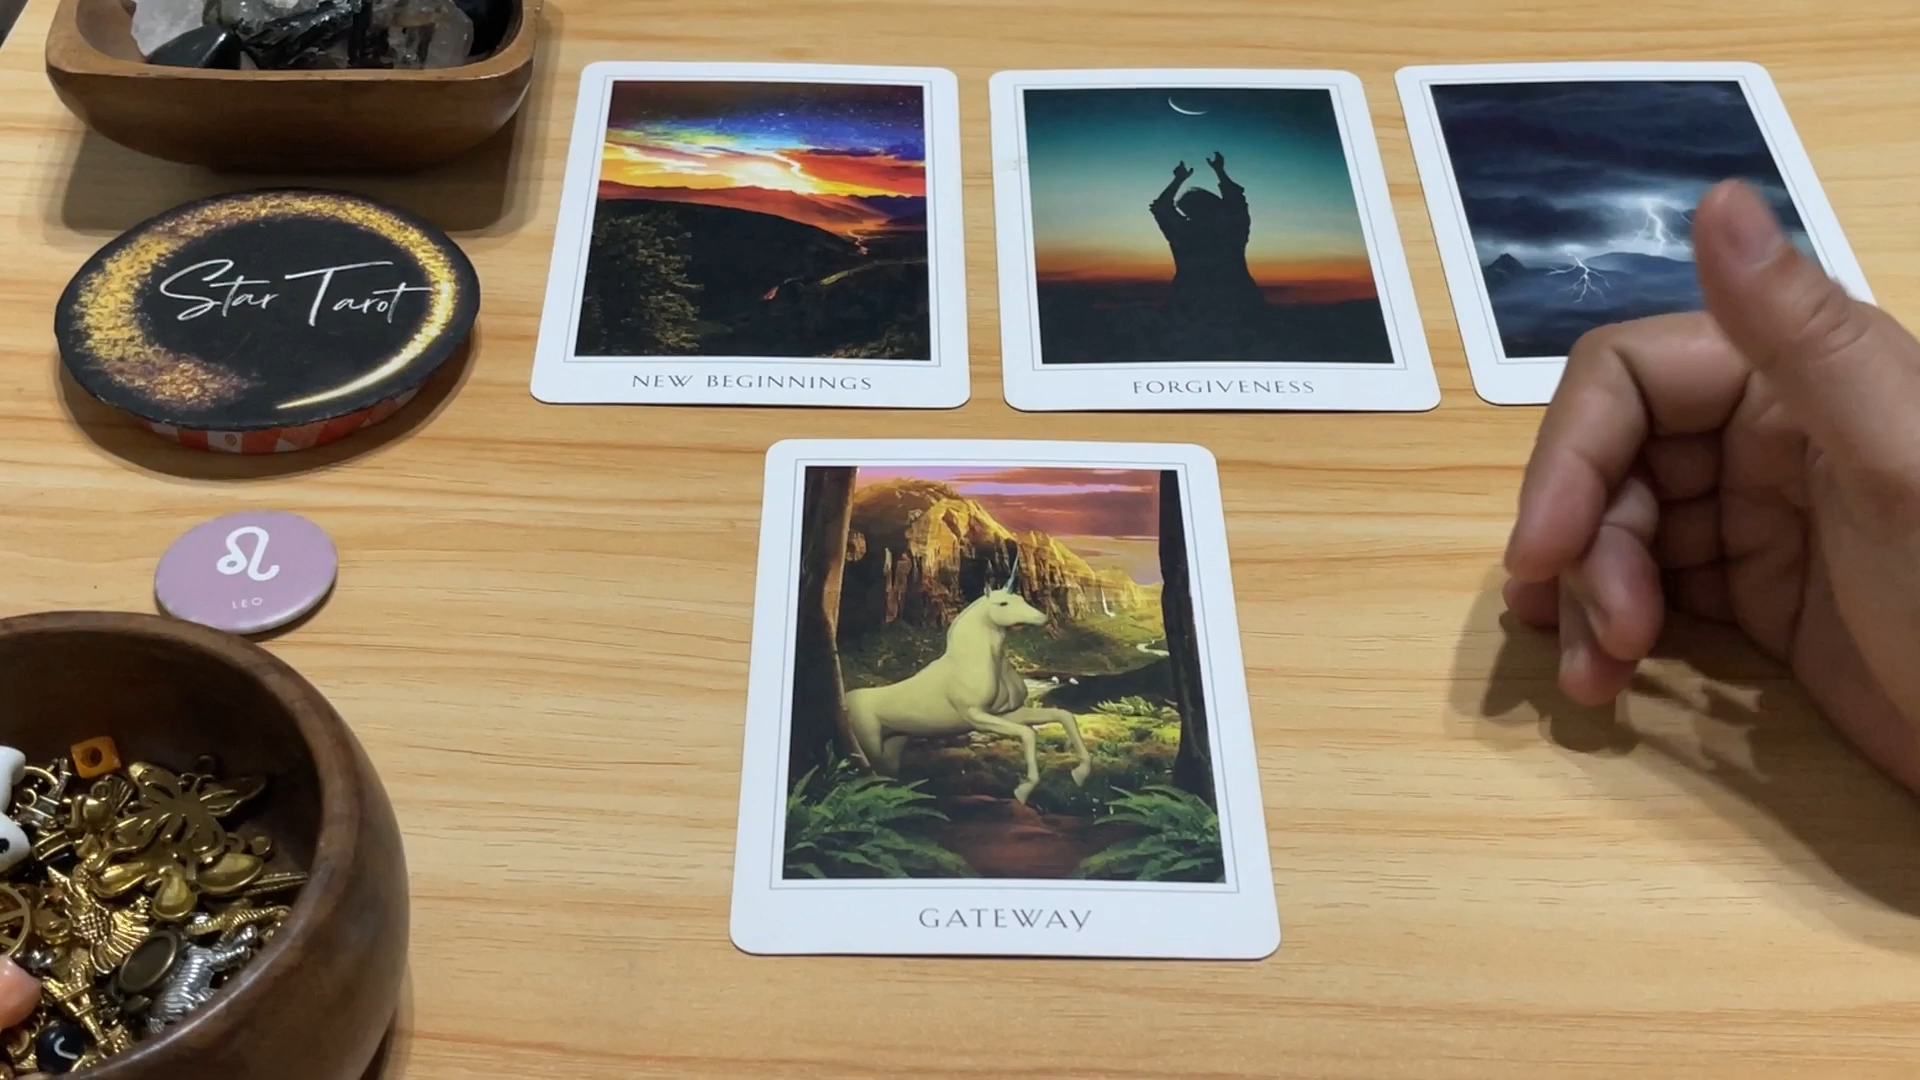 Star Tarot
NEW BEGINNINGS
FORGIVENESS
LEO
GATEWAY